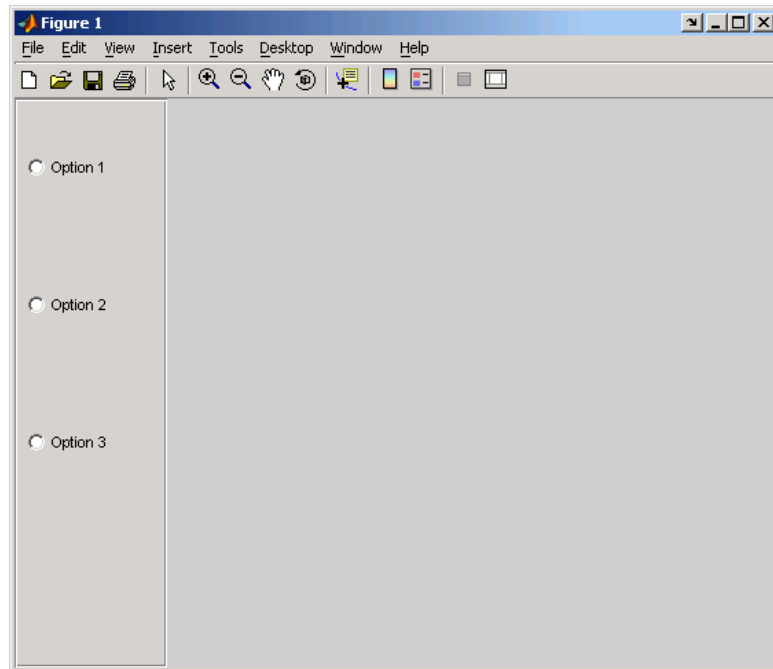 Figure 1
File Edit View Insert Tools Desktop Window Help
Option 1
Option 2
Option 3